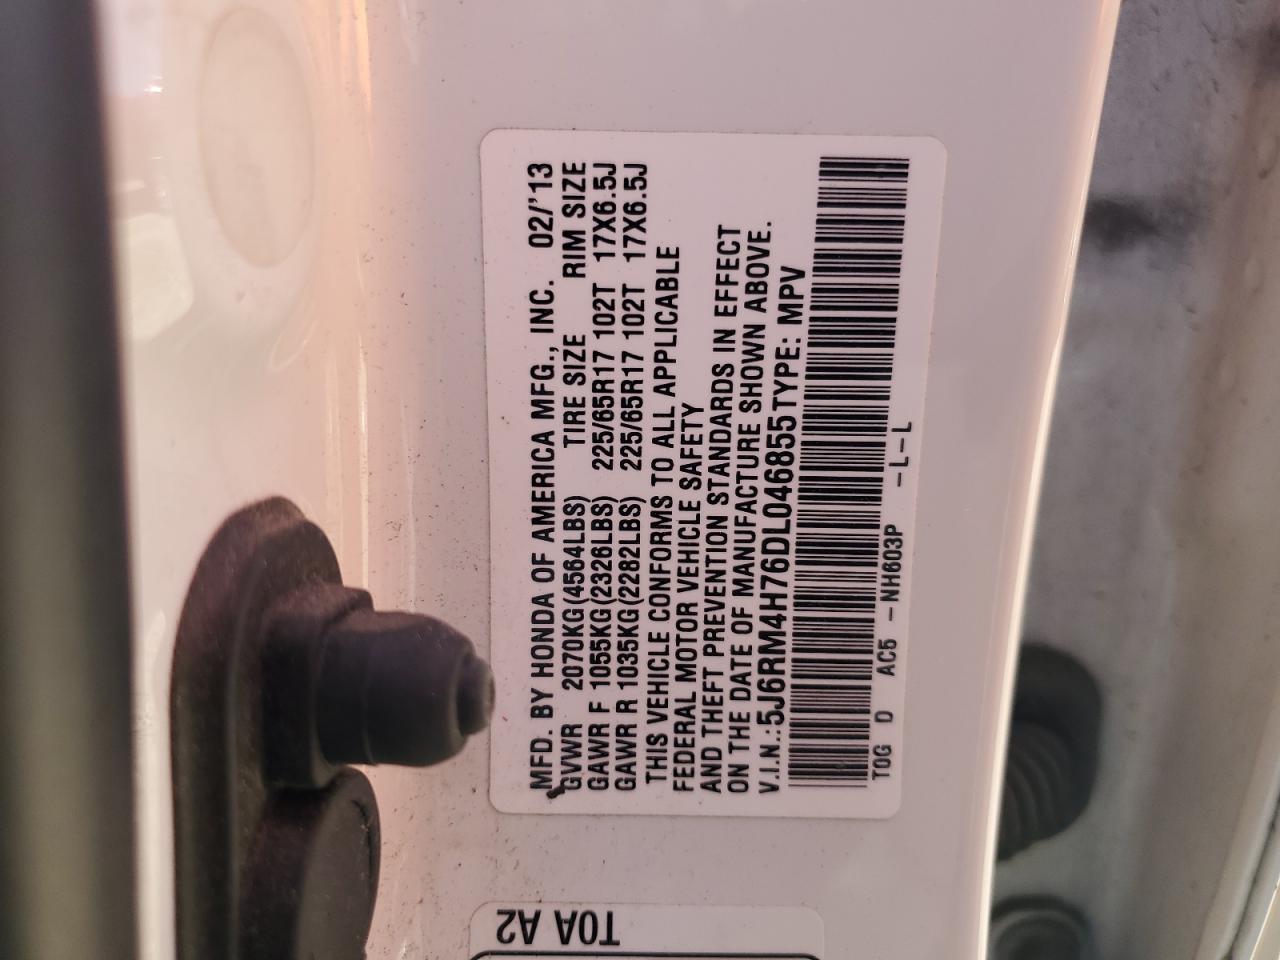 MFD. BY HONDA OF AMERICA MFG., INC. 02/'13
GVWR 2070KG(4564LBS) TIRE SIZE RIM SIZE
GAWR F 1055KG(2326LBS) 225/65R17 102T 17X6.5J
GAWR R 1035KG(2282LBS) 225/65R17 102T 17X6.5J
THIS VEHICLE CONFORMS TO ALL APPLICABLE
FEDERAL MOTOR VEHICLE SAFETY
AND THEFT PREVENTION STANDARDS IN EFFECT
ON THE DATE OF MANUFACTURE SHOWN ABOVE.
V.I.N.:5J6RM4H76DL046855 TYPE: MPV
T0G D AC5 -NH603P -L-L
T0A A2